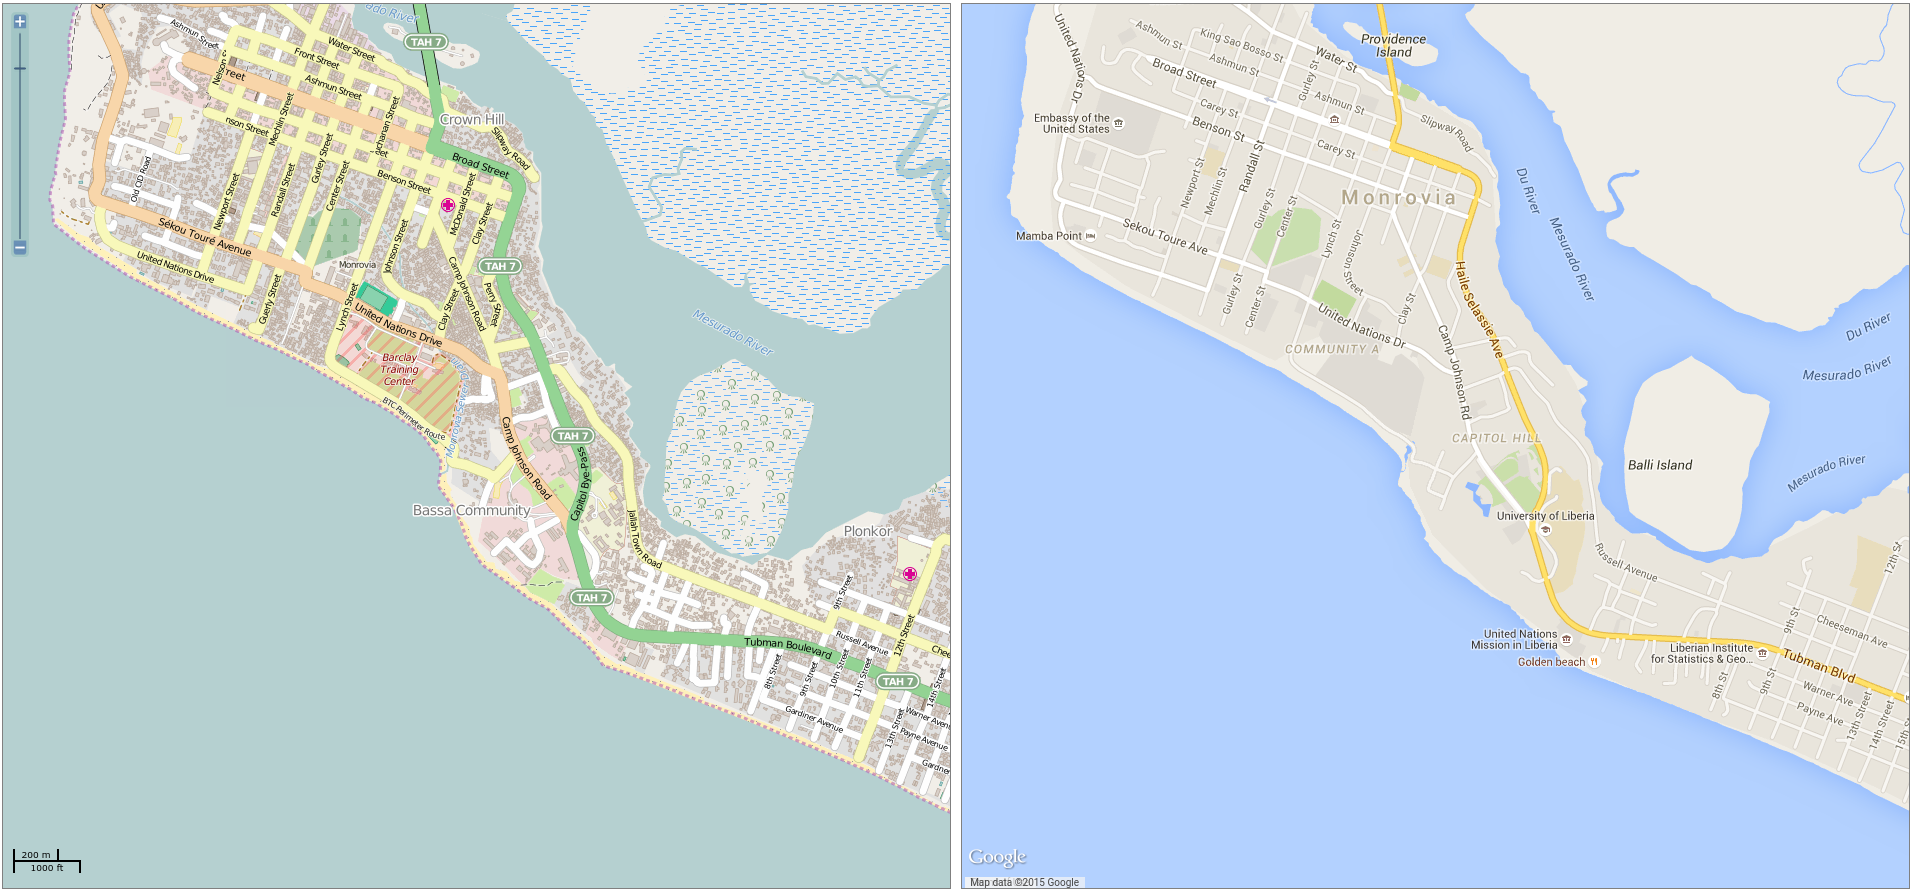 Mesurado River
Ashmun Street
Water Street
Front Street
Nelson S
reet
Ashmun Street
TAH 7
Crown Hill
Slipway Road
Mechlin Street
chanan Street
nson Street
eet
Gurley Street
Broad Street
Benson Street
Old CID Road
Newport Street
Randall Street
Center Street
McDonald Street
Clay Street
Johnson Street
Sékou Touré Avenue
Monrovia
TAH 7
United Nations Drive
Camp Johnson Road
Perry Street
Gurley Street
Lynch Street
Clay Street
United Nations Drive
Mesurado River
Barclay
Training
Center
BTC Perimeter Route
Monrovia Sewer
Camp Johnson Road
TAH 7
Capitol Bye-Pass
Bassa Community
Jallah Town Road
Plonkor
TAH 7
9th Street
12th Street
Russell Avenue
Chee
Tubman Boulevard
8th Street
9th Street
10th Street
11th Street
TAH 7
14th Street
Gardiner Avenue
13th Street
Warner Aven
Payne Avenue
Gardner
200 m
1000 ft
United Nations Dr
Ashmun St
King Sao Bosso St
Ashmun St
Broad Street
Water St
Providence
Island
Gurley St
Ashmun St
Carey St
Benson St
Carey St
Slipway Road
Embassy of the
United States
Newport St
Mechlin St
Randall St
Monrovia
Du River
Mesurado River
Gurley St
Center St
Lynch St
Johnson
Street
Mamba Point
Sekou Toure Ave
Haile Selassie Ave
Gurley St
Center St
Clay St
United Nations Dr
COMMUNITY A
Camp Johnson Rd
Du River
Mesurado River
CAPITOL HILL
Balli Island
Mesurado River
University of Liberia
Russell Avenue
12th St
9th St
Cheeseman Ave
United Nations
Mission in Liberia
Golden beach
Liberian Institute
for Statistics & Geo...
Tubman Blvd
8th St
9th St
Warner Ave
Payne Ave
13th Street
14th Street
15th
Google
Map data ©2015 Google